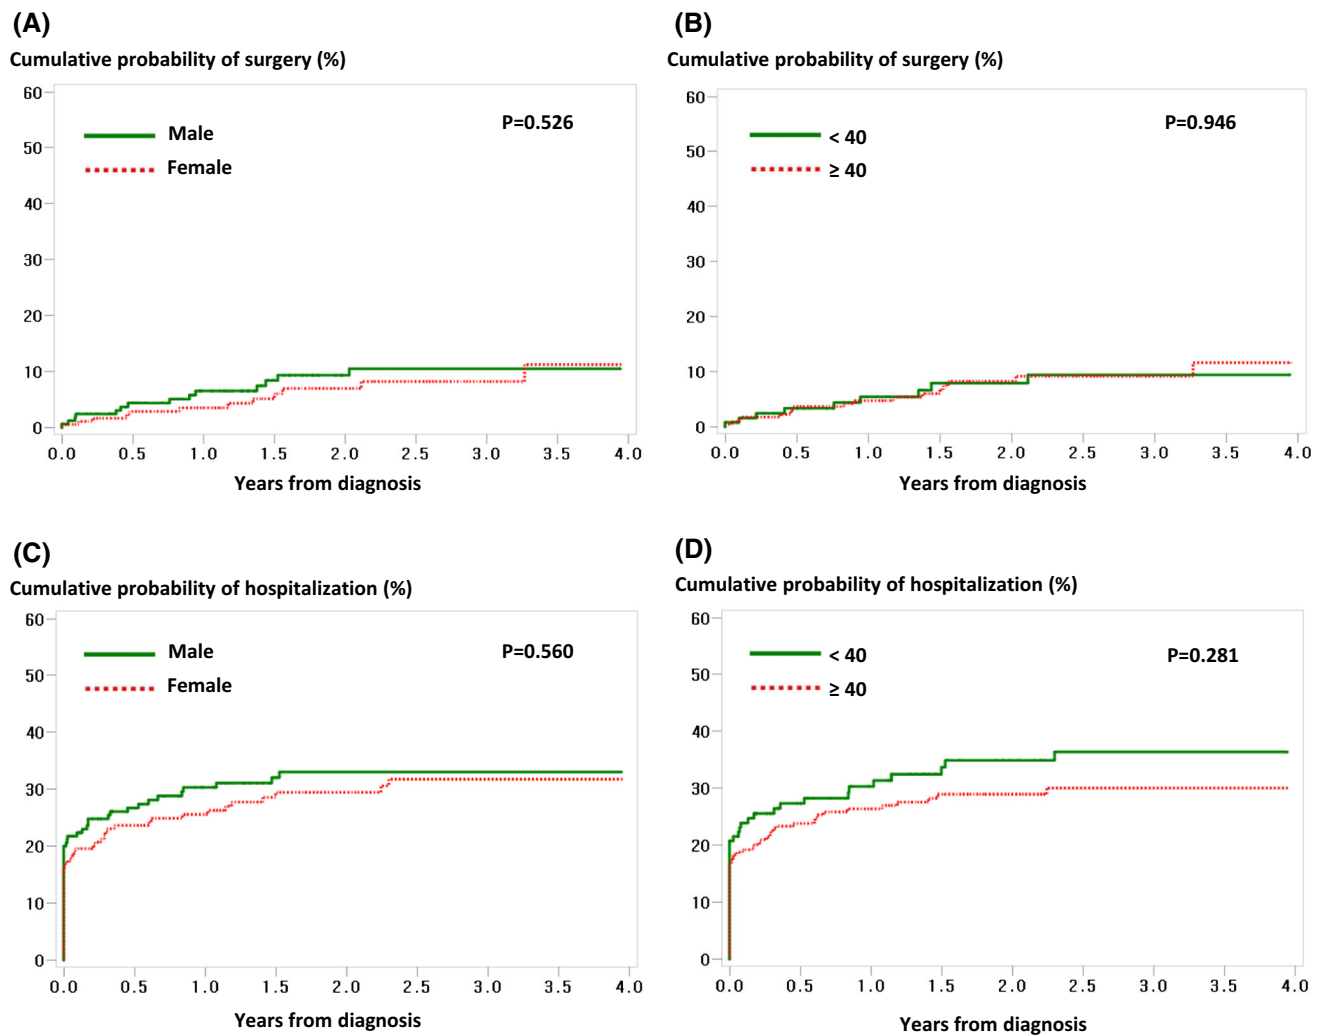 (A)
Cumulative probability of surgery (%)
60
50
40
30
20
10
0
Male
Female
P=0.526
0.0 0.5 1.0 1.5 2.0 2.5 3.0 3.5 4.0
Years from diagnosis
(B)
Cumulative probability of surgery (%)
60
50
40
30
20
10
0
< 40
≥ 40
P=0.946
0.0 0.5 1.0 1.5 2.0 2.5 3.0 3.5 4.0
Years from diagnosis
(C)
Cumulative probability of hospitalization (%)
60
50
40
30
20
10
0
Male
Female
P=0.560
0.0 0.5 1.0 1.5 2.0 2.5 3.0 3.5 4.0
Years from diagnosis
(D)
Cumulative probability of hospitalization (%)
60
50
40
30
20
10
0
< 40
≥ 40
P=0.281
0.0 0.5 1.0 1.5 2.0 2.5 3.0 3.5 4.0
Years from diagnosis